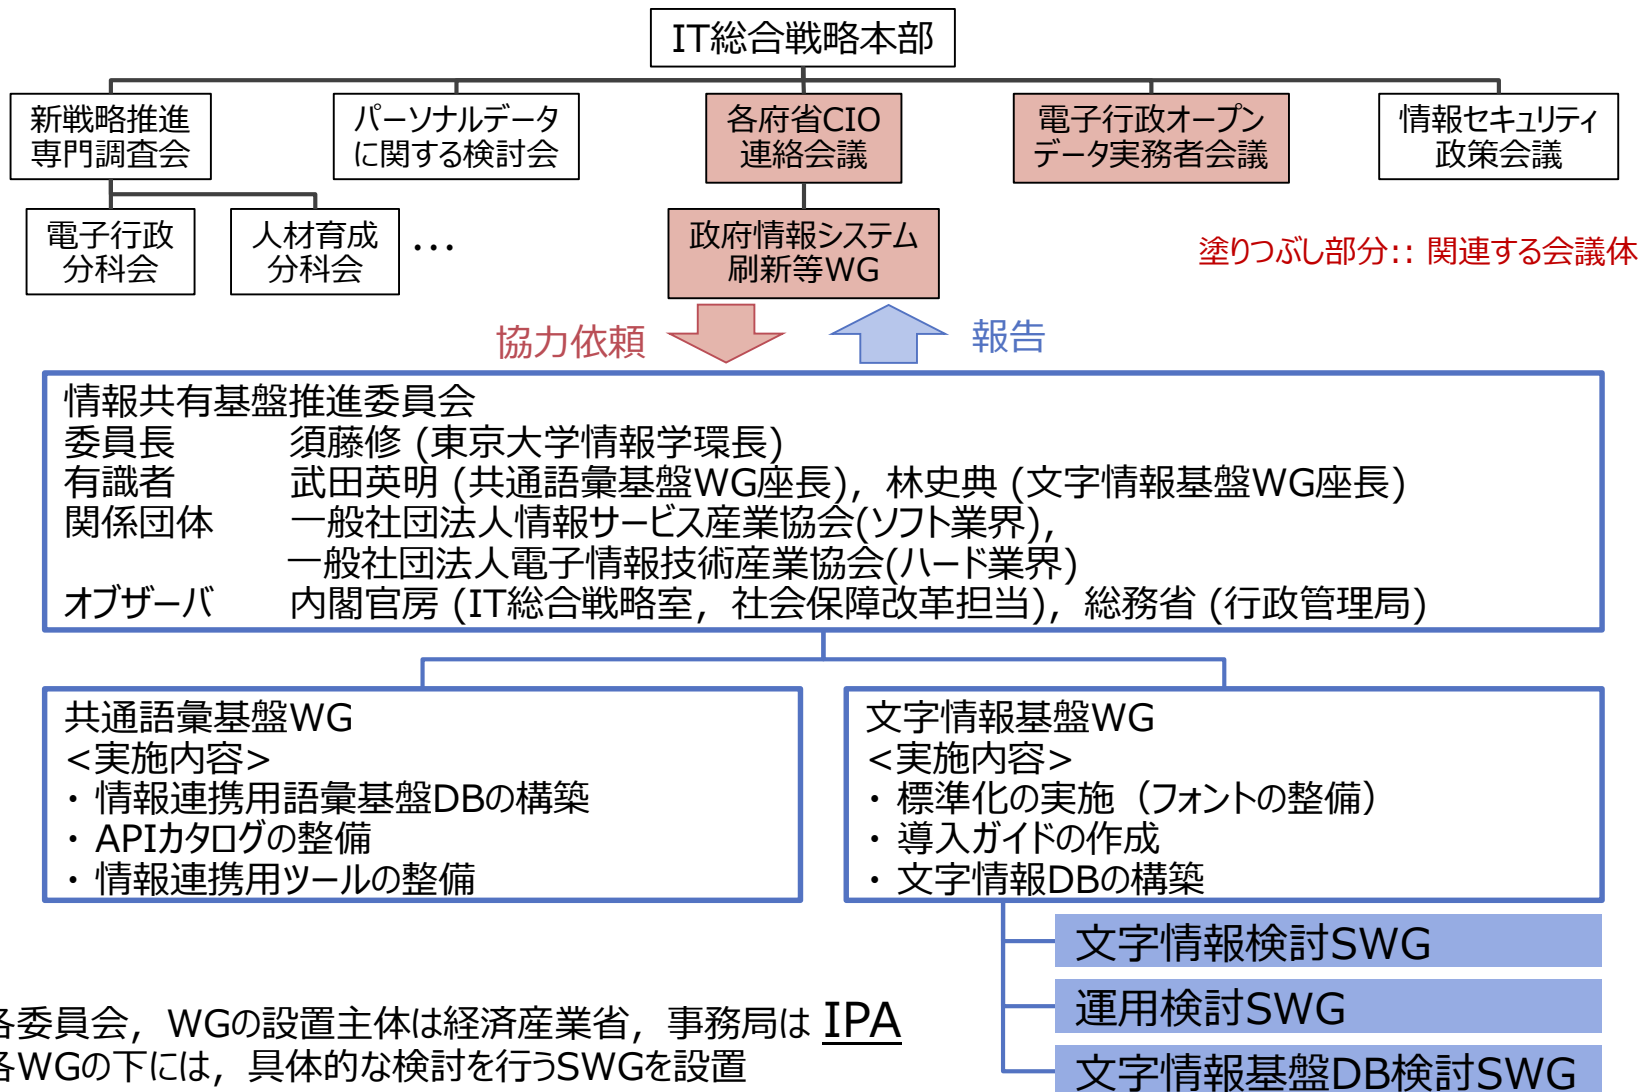 IT総合戦略本部
新戦略推進
専門調査会
パーソナルデータ
に関する検討会
各府省CIO
連絡会議
電子行政オープン
データ実務者会議
情報セキュリティ
政策会議
電子行政
分科会
人材育成
分科会
…
政府情報システム
刷新等WG
塗りつぶし部分:: 関連する会議体
協力依頼
報告
情報共有基盤推進委員会
委員長 須藤修 (東京大学情報学環長)
有識者 武田英明 (共通語彙基盤WG座長), 林史典 (文字情報基盤WG座長)
関係団体 一般社団法人情報サービス産業協会(ソフト業界),
一般社団法人電子情報技術産業協会(ハード業界)
オブザーバ 内閣官房 (IT総合戦略室, 社会保障改革担当), 総務省 (行政管理局)
共通語彙基盤WG
<実施内容>
・情報連携用語彙基盤DBの構築
・APIカタログの整備
・情報連携用ツールの整備
文字情報基盤WG
<実施内容>
・標準化の実施（フォントの整備）
・導入ガイドの作成
・文字情報DBの構築
文字情報検討SWG
運用検討SWG
文字情報基盤DB検討SWG
各委員会, WGの設置主体は経済産業省, 事務局は IPA
各WGの下には, 具体的な検討を行うSWGを設置